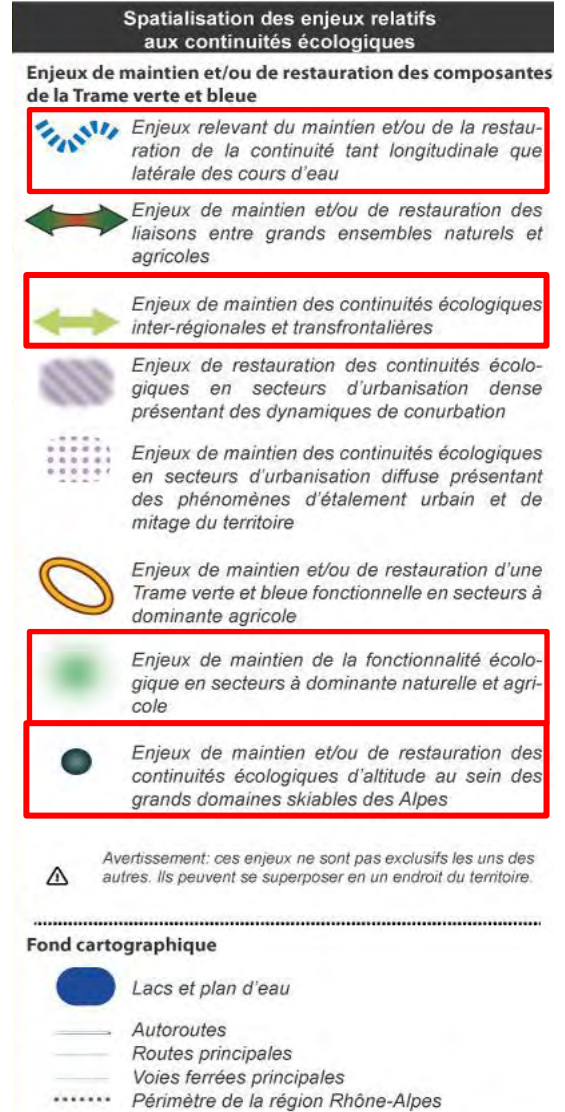 Spatialisation des enjeux relatifs
aux continuités écologiques
Enjeux de maintien et/ou de restauration des composantes
de la Trame verte et bleue
Enjeux relevant du maintien et/ou de la restau-
ration de la continuité tant longitudinale que
latérale des cours d'eau
Enjeux de maintien et/ou de restauration des
liaisons entre grands ensembles naturels et
agricoles
Enjeux de maintien des continuités écologiques
inter-régionales et transfrontalières
Enjeux de restauration des continuités écolo-
giques en secteurs d'urbanisation dense
présentant des dynamiques de conurbation
Enjeux de maintien des continuités écologiques
en secteurs d'urbanisation diffuse présentant
des phénomènes d'étalement urbain et de
mitage du territoire
Enjeux de maintien et/ou de restauration d'une
Trame verte et bleue fonctionnelle en secteurs à
dominante agricole
Enjeux de maintien de la fonctionnalité écolo-
gique en secteurs à dominante naturelle et agri-
cole
Enjeux de maintien et/ou de restauration des
continuités écologiques d'altitude au sein des
grands domaines skiables des Alpes
Avertissement: ces enjeux ne sont pas exclusifs les uns des
autres. Ils peuvent se superposer en un endroit du territoire.
Fond cartographique
Lacs et plan d'eau
Autoroutes
Routes principales
Voies ferrées principales
Périmètre de la région Rhône-Alpes